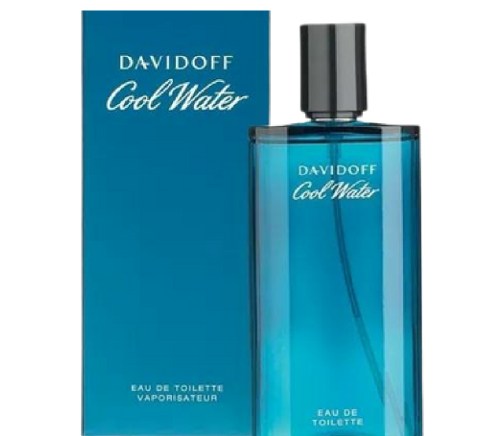 DAVIDOFF
Cool Water
EAU DE TOILETTE
VAPORISATEUR
DAVIDOFF
Cool Water
EAU DE
TOILETTE